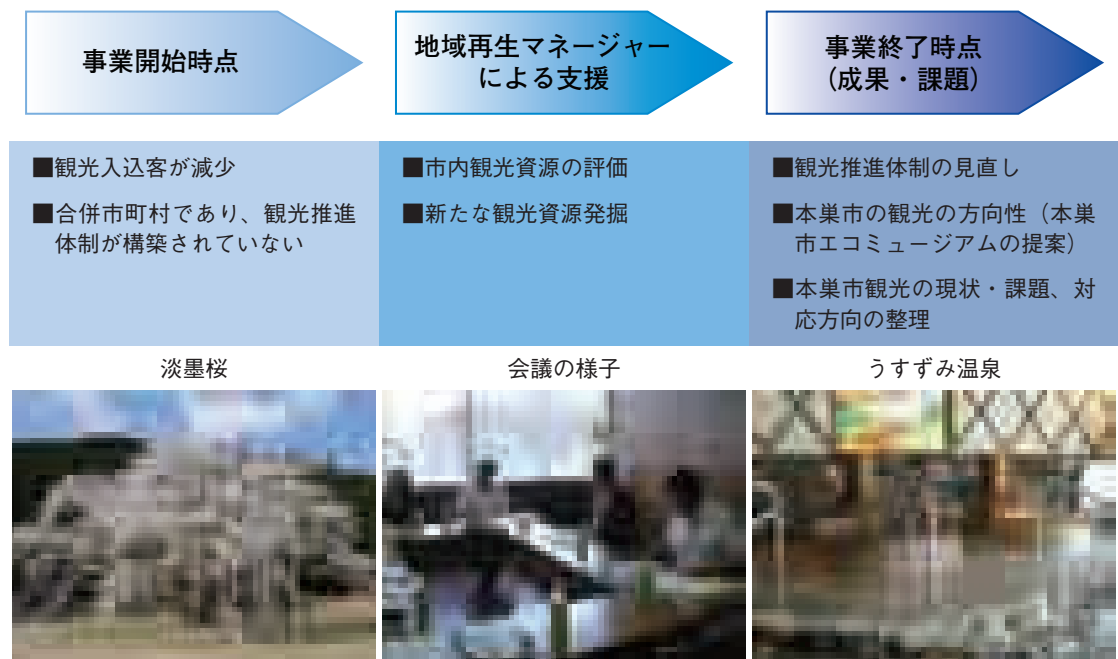 事業開始時点
地域再生マネージャー
による支援
事業終了時点
(成果・課題)
■観光入込客が減少
■合併市町村であり、観光推進
体制が構築されていない
■市内観光資源の評価
■新たな観光資源発掘
■観光推進体制の見直し
■本巣市の観光の方向性（本巣
市エコミュージアムの提案）
■本巣市観光の現状・課題、対
応方向の整理
淡墨桜
会議の様子
うすずみ温泉